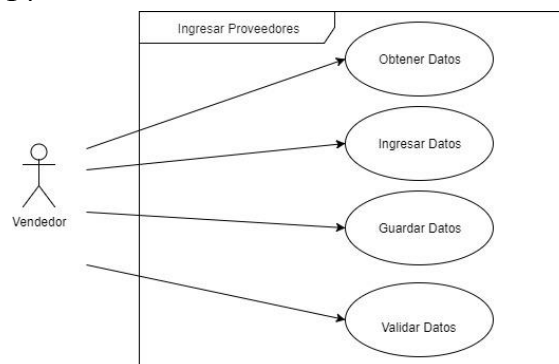 Ingresar Proveedores
Obtener Datos
Ingresar Datos
Vendedor
Guardar Datos
Validar Datos